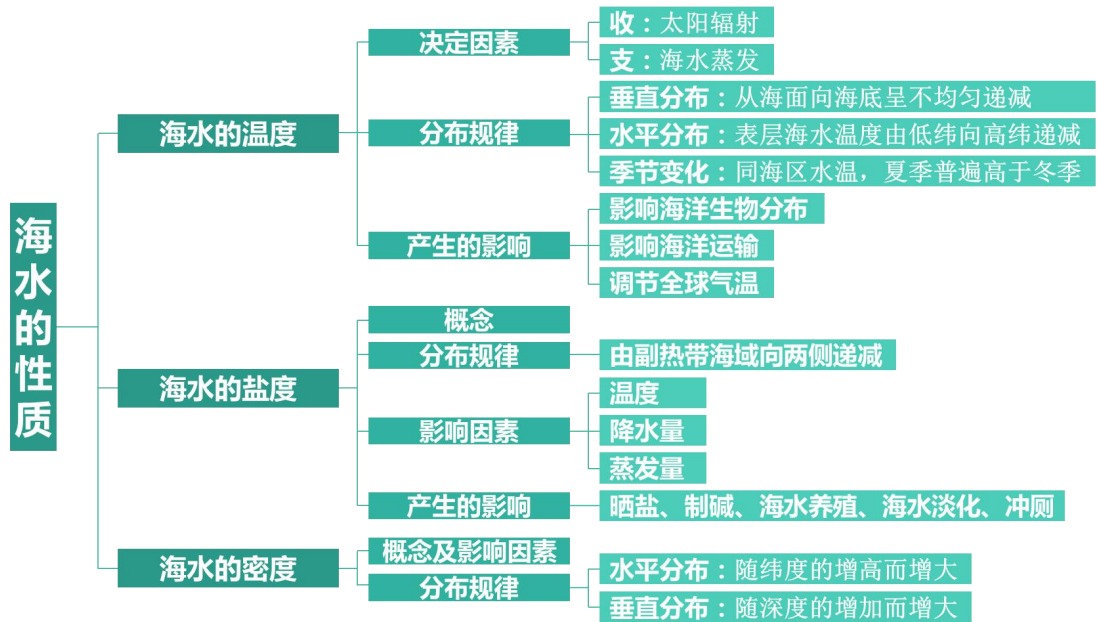 海水的性质
海水的温度
决定因素
收：太阳辐射
支：海水蒸发
分布规律
垂直分布：从海面向海底呈不均匀递减
水平分布：表层海水温度由低纬向高纬递减
季节变化：同海区水温，夏季普遍高于冬季
产生的影响
影响海洋生物分布
影响海洋运输
调节全球气温
海水的盐度
概念
分布规律
由副热带海域向两侧递减
影响因素
温度
降水量
蒸发量
产生的影响
晒盐、制碱、海水养殖、海水淡化、冲厕
海水的密度
概念及影响因素
分布规律
水平分布：随纬度的增高而增大
垂直分布：随深度的增加而增大